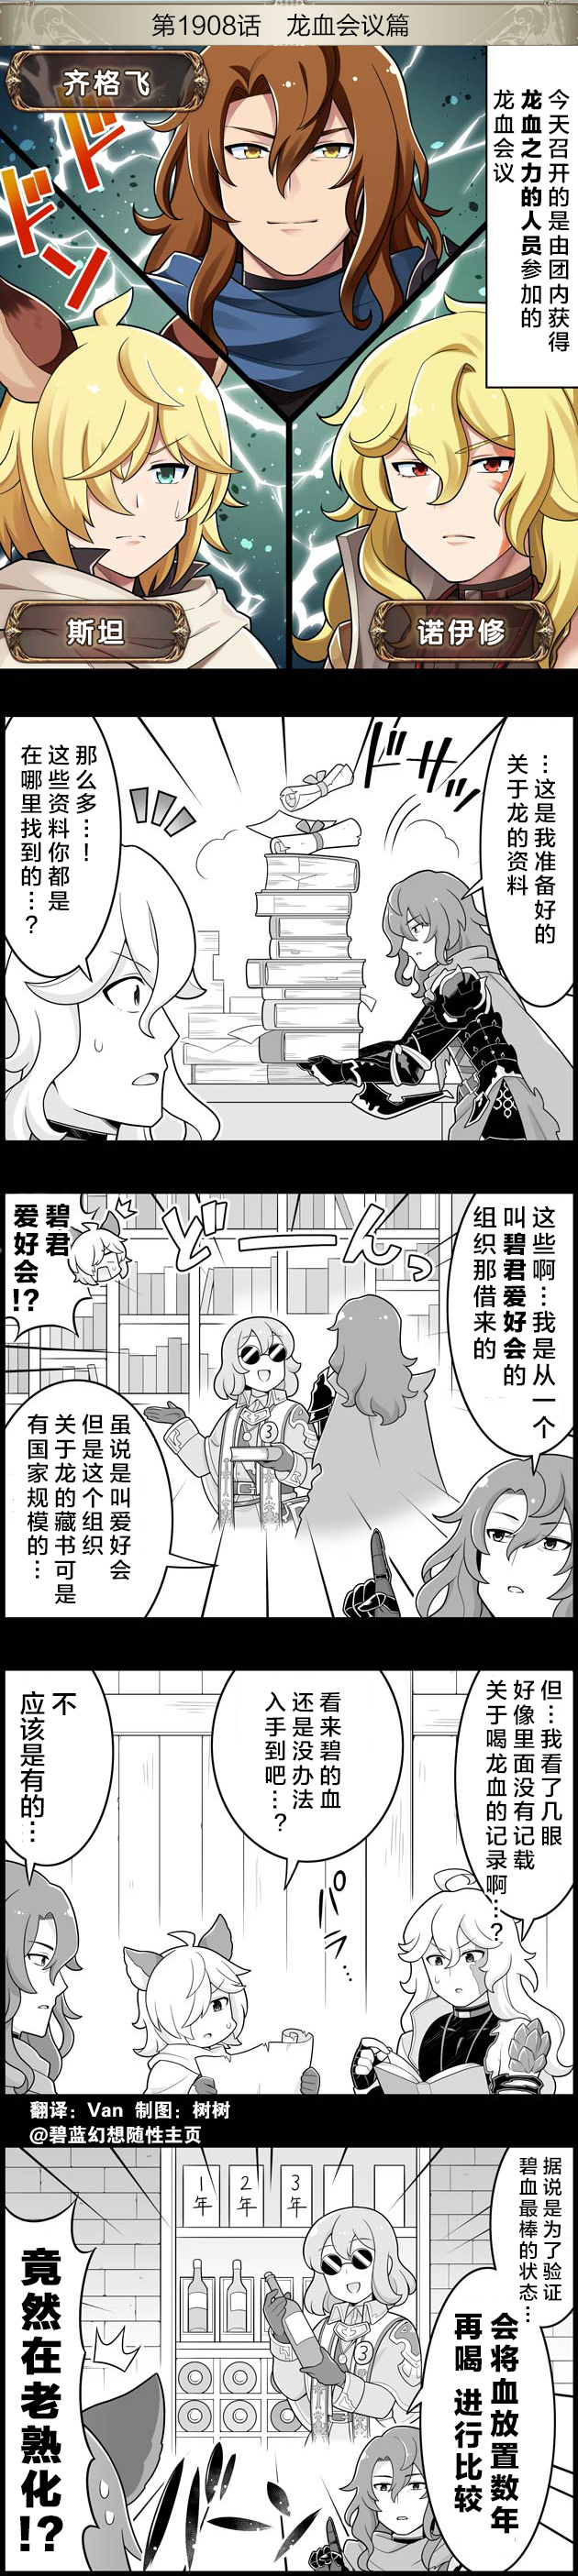 第1908话　龙血会议篇
今天召开的是由团内获得
龙血之力的人员参加的
龙血会议
齐格飞
ドドン
斯坦
诺伊修
…这是我准备好的
关于龙的资料
ドサッ
那么多…!
这些资料你都是
在哪里找到的…?
这些啊…我是从一个
叫碧君爱好会的
组织那借来的
どーーんっ
碧君
爱好会!?
③
虽说是叫爱好会
但是这个组织
关于龙的藏书可是
有国家规模的…
但…我看了几眼
好像里面没有记载
关于喝龙血的记录啊…?
看来碧的血
还是没办法
入手到吧…?
不
应该是有的…
パラ…
翻译：Van 制图：树树
@碧蓝幻想随性主页
据说是为了验证
碧血最棒的状态…
会将血放置数年
再喝 进行比较
1年
2年
3年
③
竟然在老熟化!?